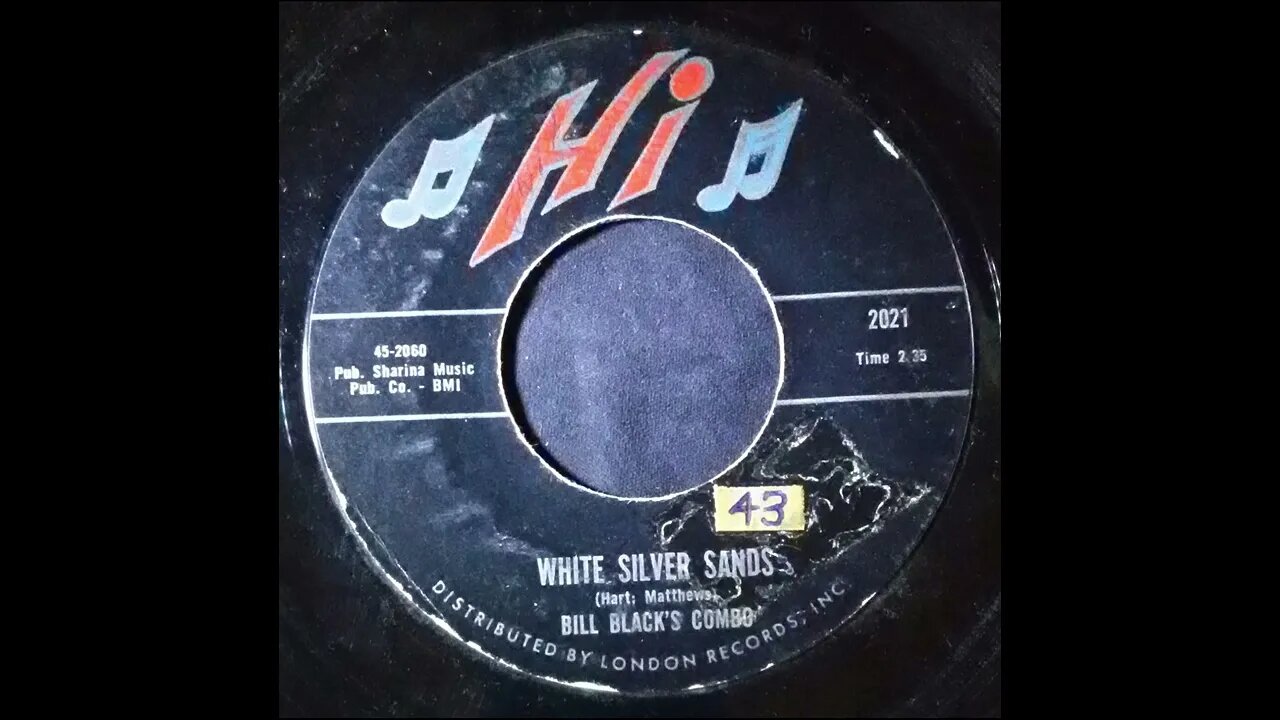 Hi
2021
Time 2:35
45-2060
Pub. Sharina Music
Pub. Co. - BMI
43
WHITE SILVER SANDS
(Hart; Matthews)
BILL BLACK'S COMBO
DISTRIBUTED BY LONDON RECORDS, INC.